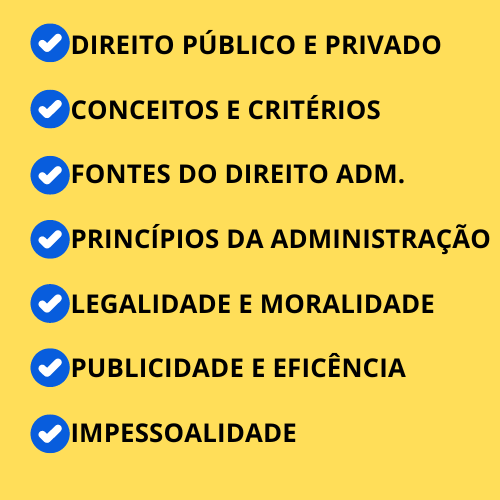 DIREITO PÚBLICO E PRIVADO
CONCEITOS E CRITÉRIOS
FONTES DO DIREITO ADM.
PRINCÍPIOS DA ADMINISTRAÇÃO
LEGALIDADE E MORALIDADE
PUBLICIDADE E EFICÊNCIA
IMPESSOALIDADE